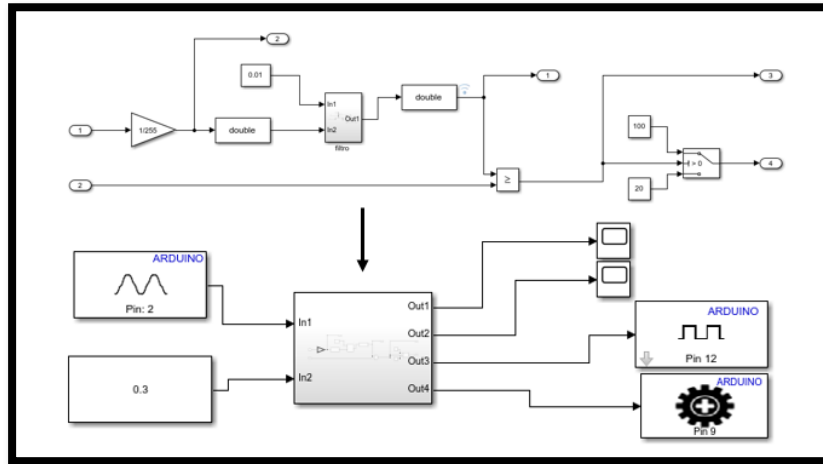 2
0.01
In1
In2
Out1
filtro
double
1
3
1
1/255
double
2
≥
100
> 0
20
4
ARDUINO
Pin: 2
0.3
In1
In2
Out1
Out2
Out3
Out4
ARDUINO
Pin 12
ARDUINO
Pin 9